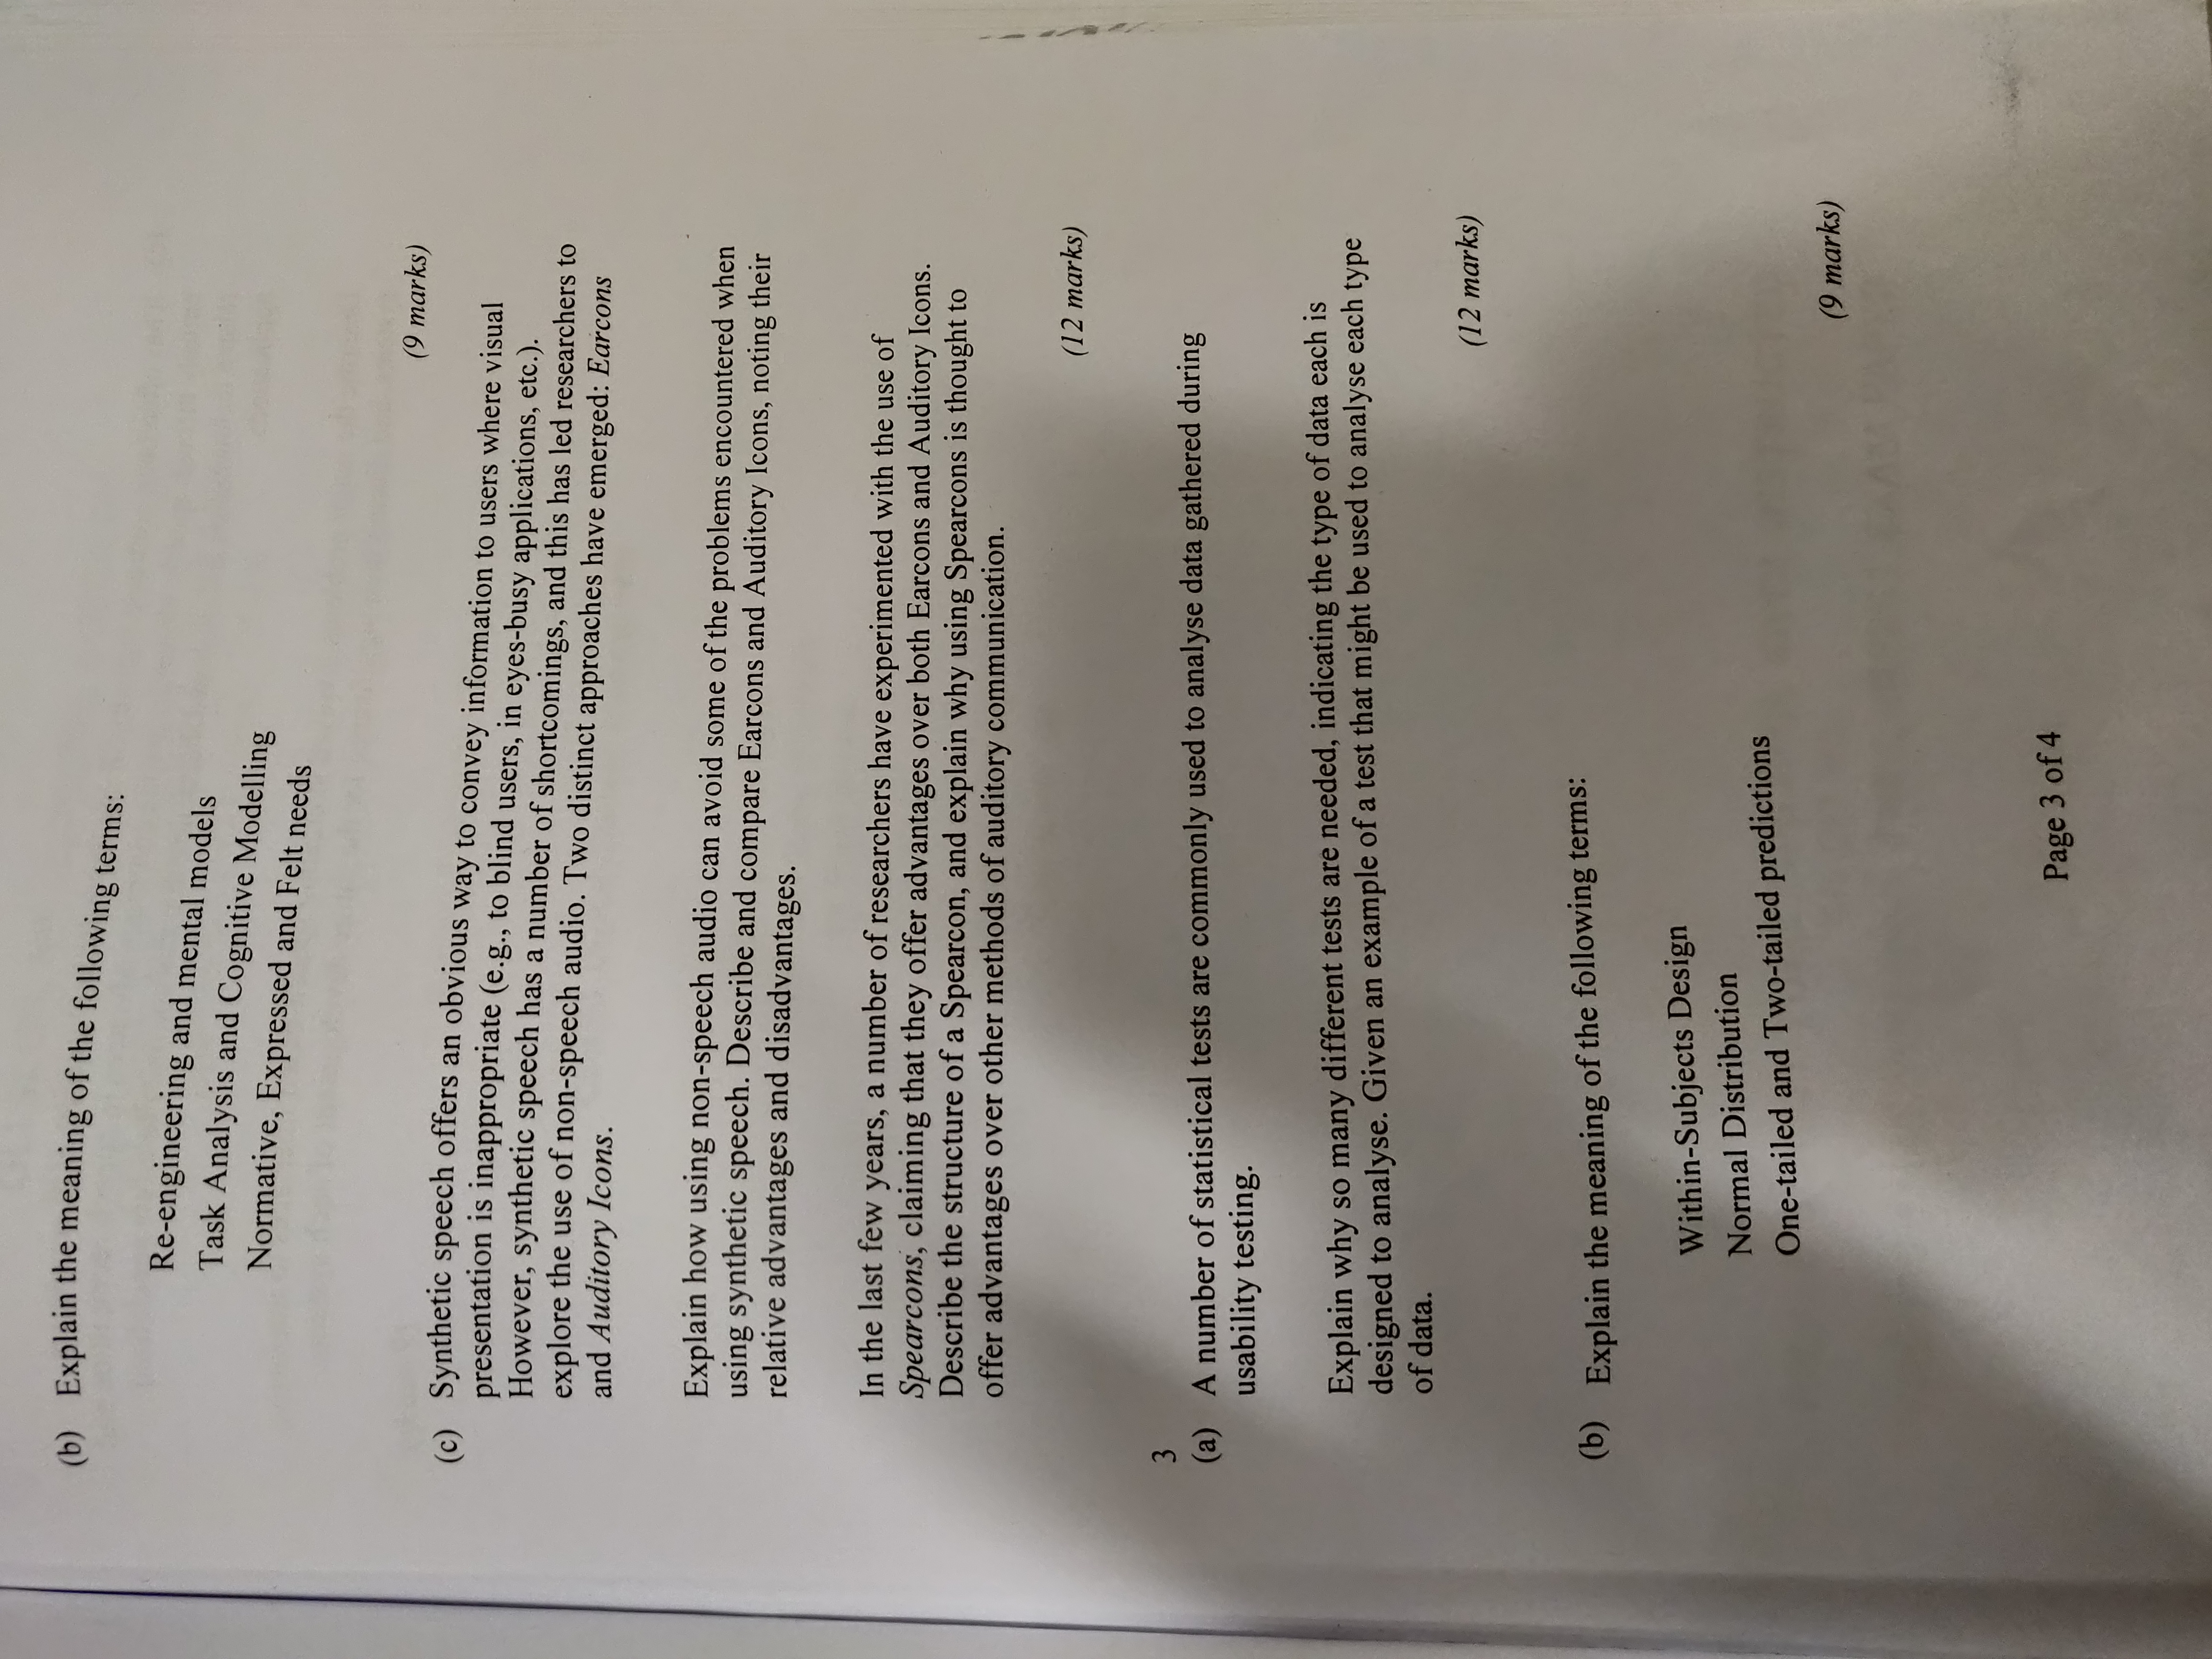 (b) Explain the meaning of the following terms:
Re-engineering and mental models
Task Analysis and Cognitive Modelling
Normative, Expressed and Felt needs
(9 marks)
(c) Synthetic speech offers an obvious way to convey information to users where visual
presentation is inappropriate (e.g., to blind users, in eyes-busy applications, etc.).
However, synthetic speech has a number of shortcomings, and this has led researchers to
explore the use of non-speech audio. Two distinct approaches have emerged: Earcons
and Auditory Icons.
Explain how using non-speech audio can avoid some of the problems encountered when
using synthetic speech. Describe and compare Earcons and Auditory Icons, noting their
relative advantages and disadvantages.
In the last few years, a number of researchers have experimented with the use of
Spearcons, claiming that they offer advantages over both Earcons and Auditory Icons.
Describe the structure of a Spearcon, and explain why using Spearcons is thought to
offer advantages over other methods of auditory communication.
(12 marks)
3
(a) A number of statistical tests are commonly used to analyse data gathered during
usability testing.
Explain why so many different tests are needed, indicating the type of data each is
designed to analyse. Given an example of a test that might be used to analyse each type
of data.
(12 marks)
(b) Explain the meaning of the following terms:
Within-Subjects Design
Normal Distribution
One-tailed and Two-tailed predictions
(9 marks)
Page 3 of 4